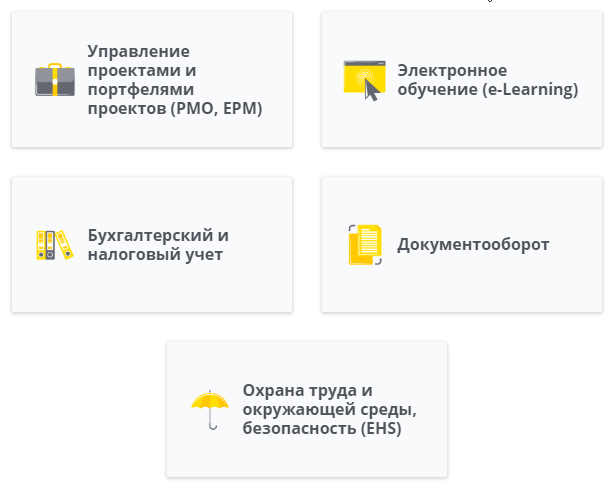 Управление
проектами и
портфелями
проектов (PMO, EPM)
Электронное
обучение (e-Learning)
Бухгалтерский и
налоговый учет
Документооборот
Охрана труда и
окружающей среды,
безопасность (EHS)